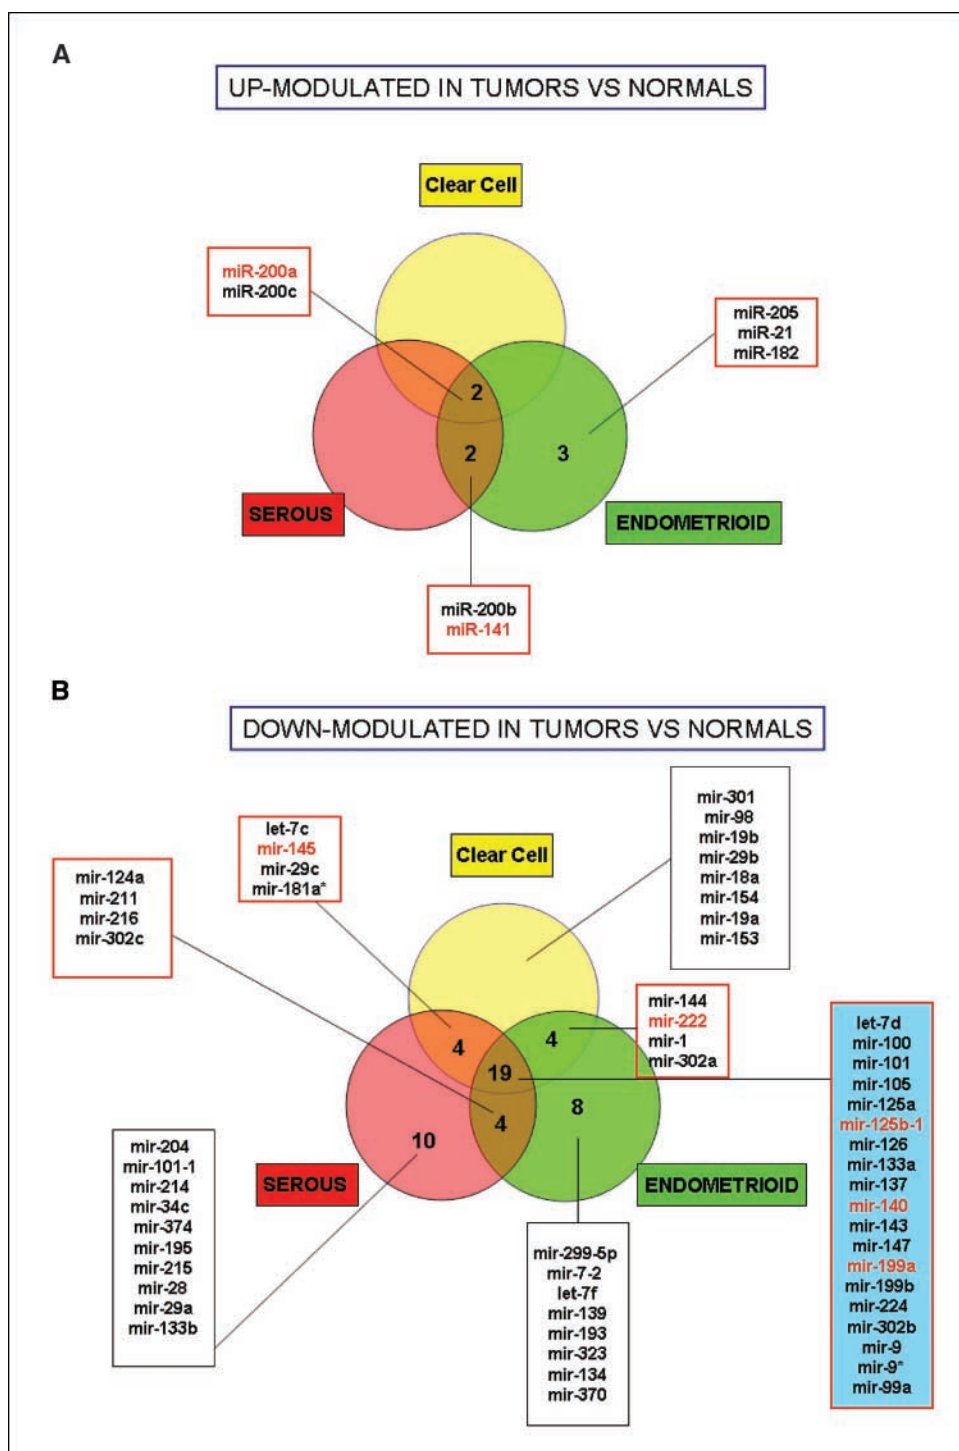 A
UP-MODULATED IN TUMORS VS NORMALS
Clear Cell
miR-200a
miR-200c
miR-205
miR-21
miR-182
2
2
3
SEROUS
ENDOMETRIOID
miR-200b
miR-141
B
DOWN-MODULATED IN TUMORS VS NORMALS
mir-301
mir-98
mir-19b
mir-29b
mir-18a
mir-154
mir-19a
mir-153
let-7c
mir-145
mir-29c
mir-181a*
Clear Cell
mir-124a
mir-211
mir-216
mir-302c
mir-144
mir-222
mir-1
mir-302a
4
4
19
4
8
10
let-7d
mir-100
mir-101
mir-105
mir-125a
mir-125b-1
mir-126
mir-133a
mir-137
mir-140
mir-143
mir-147
mir-199a
mir-199b
mir-224
mir-302b
mir-9
mir-9*
mir-99a
SEROUS
ENDOMETRIOID
mir-204
mir-101-1
mir-214
mir-34c
mir-374
mir-195
mir-215
mir-28
mir-29a
mir-133b
mir-299-5p
mir-7-2
let-7f
mir-139
mir-193
mir-323
mir-134
mir-370